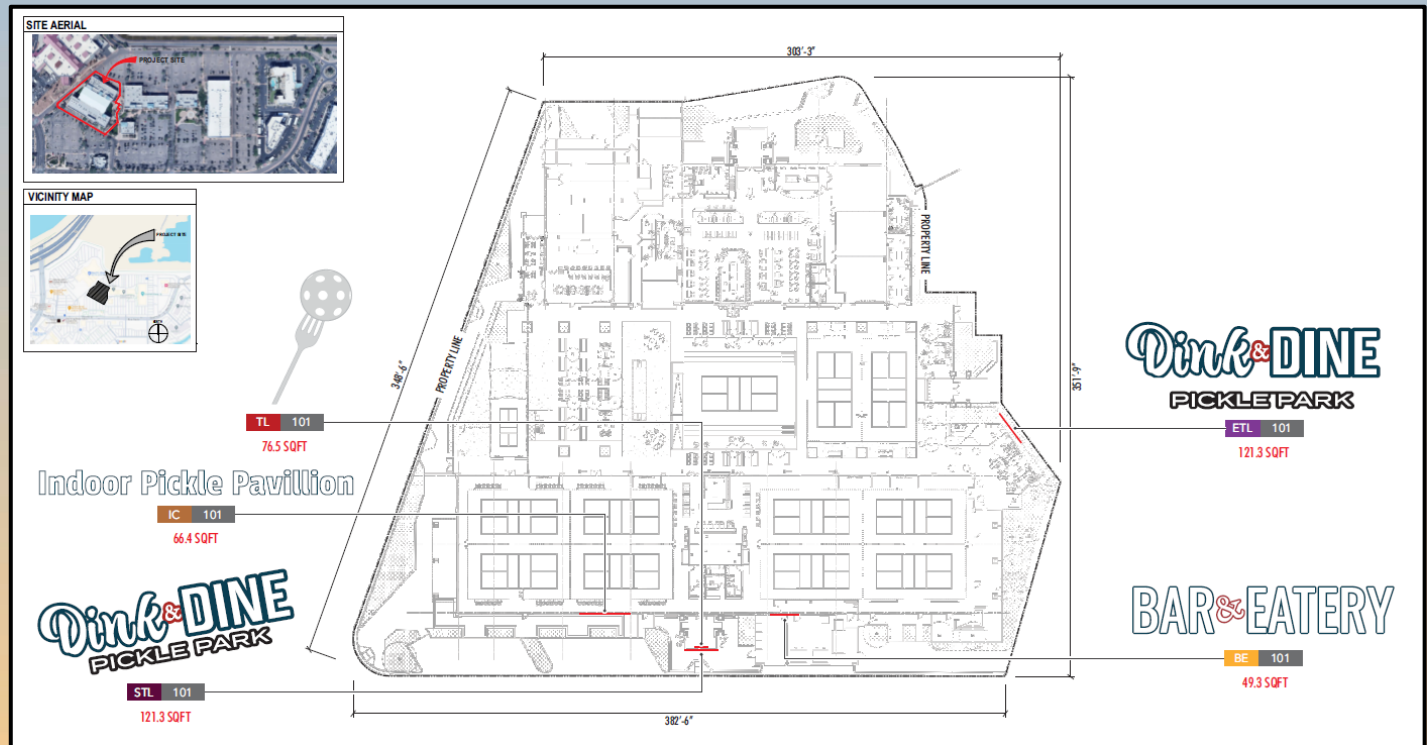 SITE AERIAL
PROJECT SITE
VICINITY MAP
PROJECT SITE
303'-3"
348'-6"
PROPERTY LINE
PROPERTY LINE
351'-9"
382'-6"
TL 101
76.5 SQFT
Indoor Pickle Pavillion
IC 101
66.4 SQFT
Dink & DINE
PICKLE PARK
STL 101
121.3 SQFT
Dink & DINE
PICKLE PARK
ETL 101
121.3 SQFT
BAR & EATERY
BE 101
49.3 SQFT